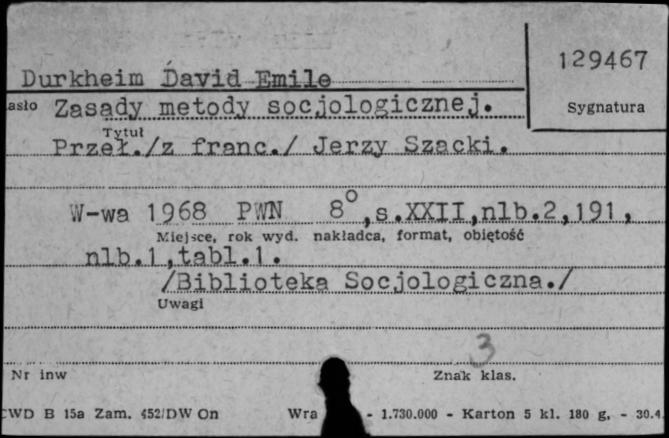 129467
Durkheim David Emile
asło Zasady metody socjologicznej.
Sygnatura
Tytuł
Przeł./z franc./ Jerzy Szacki.
W-wa 1968 PWN 8°,s.XXII,nlb.2,191,
Miejsce, rok wyd. nakładca, format, objętość
nlb.1,tabl.1.
/Biblioteka Socjologiczna./
Uwagi
3
Nr inw Znak klas.
CWD B 15a Zam. 452/DW On Wra - 1.730.000 - Karton 5 kl. 180 g, - 30.4